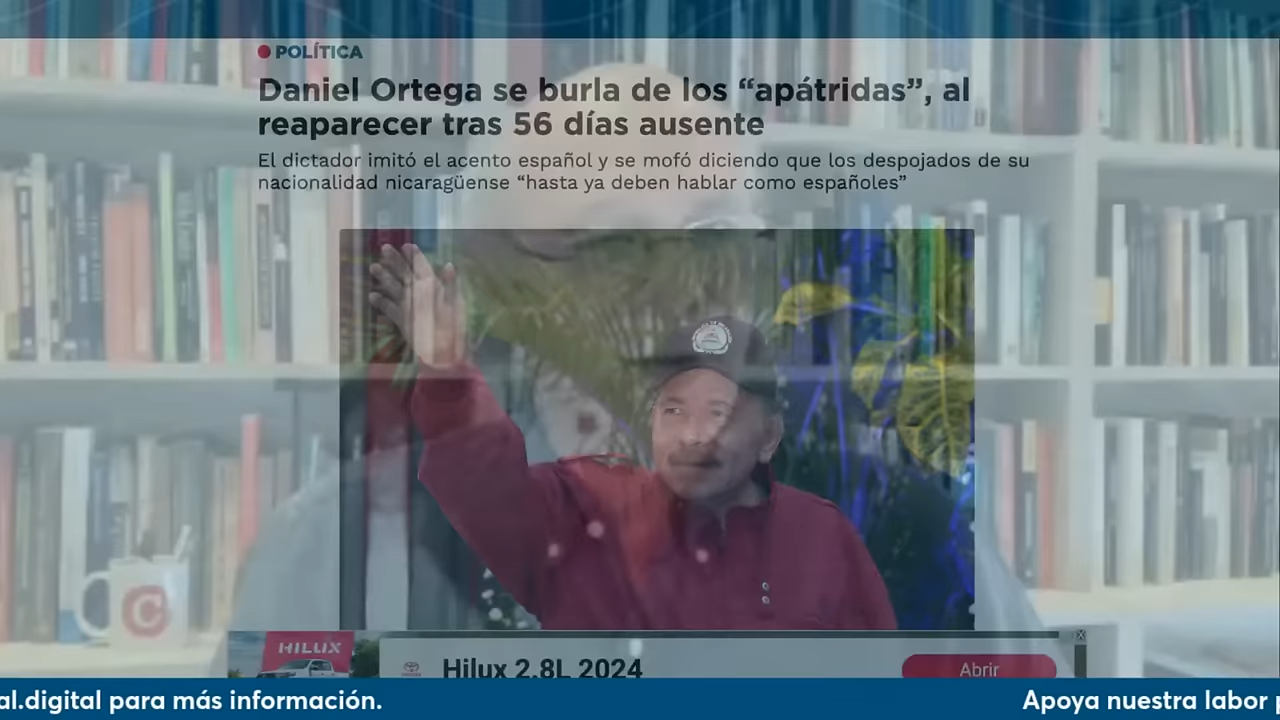 POLÍTICA
Daniel Ortega se burla de los “apátridas”, al
reaparecer tras 56 días ausente
El dictador imitó el acento español y se mofó diciendo que los despojados de su
nacionalidad nicaragüense “hasta ya deben hablar como españoles”
C
HILUX
Hilux 2.8L 2024
Abrir
al.digital para más información.
Apoya nuestra labor p